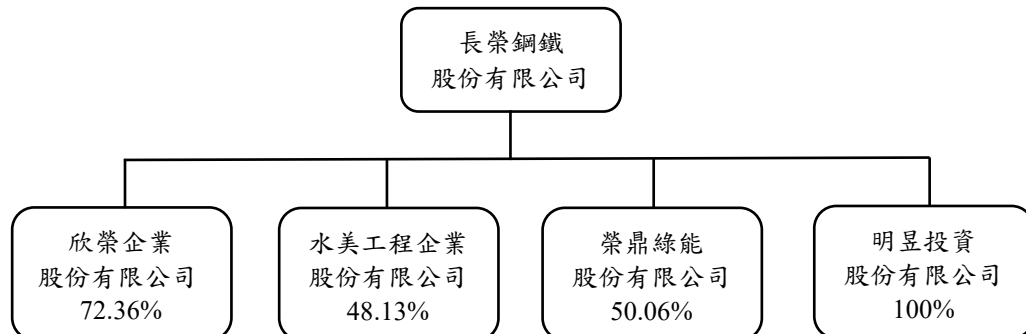 長榮鋼鐵
股份有限公司
欣榮企業
股份有限公司
72.36%
水美工程企業
股份有限公司
48.13%
榮鼎綠能
股份有限公司
50.06%
明昱投資
股份有限公司
100%